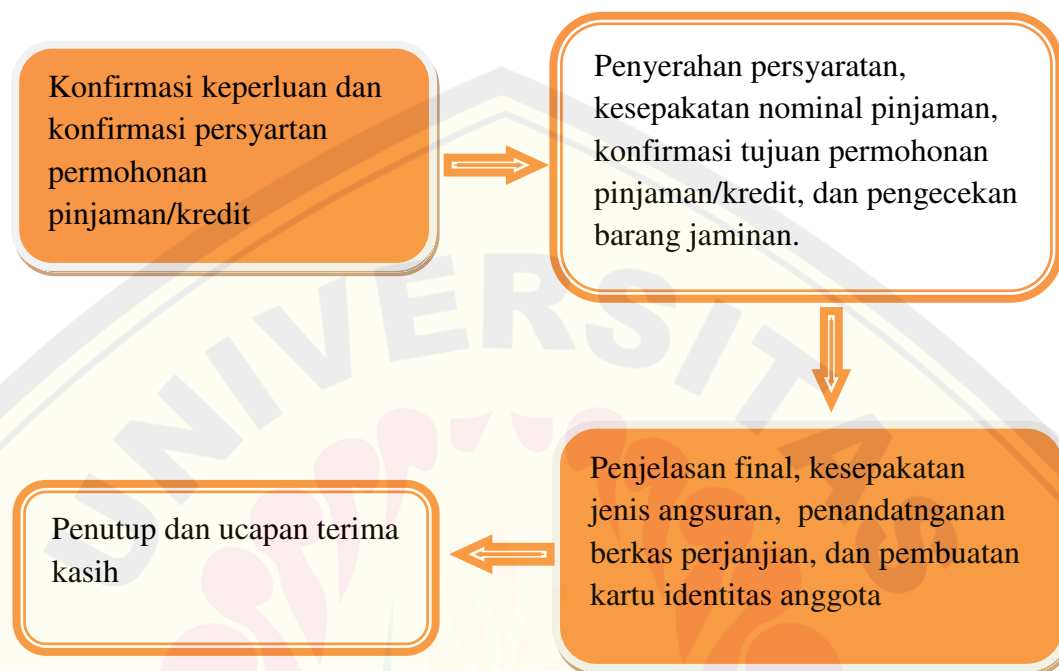 Konfirmasi keperluan dan
konfirmasi persyartan
permohonan
pinjaman/kredit
Penyerahan persyaratan,
kesepakatan nominal pinjaman,
konfirmasi tujuan permohonan
pinjaman/kredit, dan pengecekan
barang jaminan.
Penjelasan final, kesepakatan
jenis angsuran, penandatnganan
berkas perjanjian, dan pembuatan
kartu identitas anggota
Penutup dan ucapan terima
kasih
UNIVERSITAS